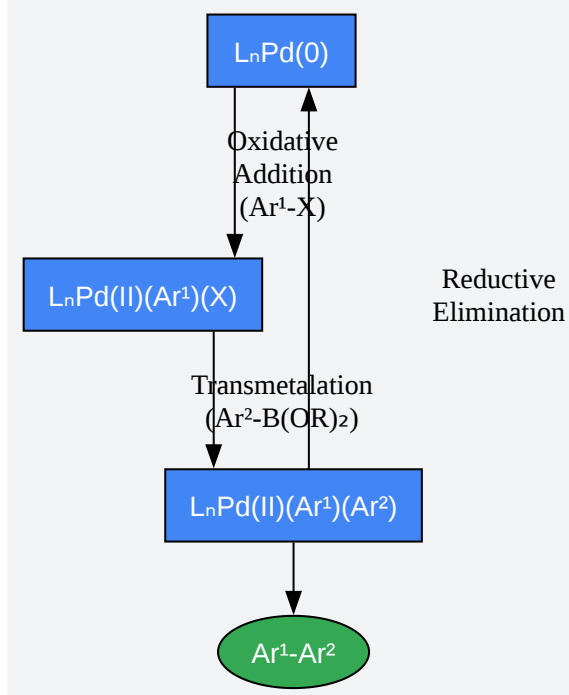 LₙPd(0)
Oxidative
Addition
(Ar¹-X)
LₙPd(II)(Ar¹)(X)
Reductive
Elimination
Transmetalation
(Ar²-B(OR)₂)
LₙPd(II)(Ar¹)(Ar²)
Ar¹-Ar²